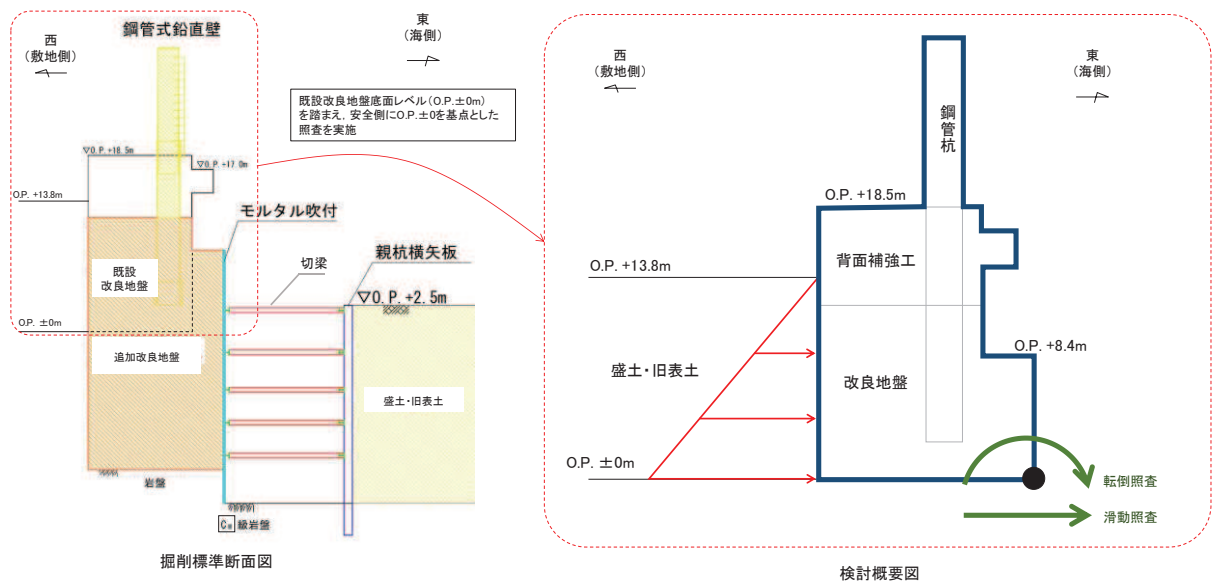 鋼管式鉛直壁
西
(敷地側)
東
(海側)
既設改良地盤底面レベル(O.P.±0m)
を踏まえ,安全側にO.P.±0を基点とした
照査を実施
▽O.P.+18.5m
▽O.P.+17.0m
O.P. +13.8m
モルタル吹付
切梁
親杭横矢板
▽O.P.+2.5m
既設
改良地盤
O.P. ±0m
追加改良地盤
盛土・旧表土
岩盤
CM級岩盤
掘削標準断面図
西
(敷地側)
東
(海側)
鋼管杭
O.P. +18.5m
背面補強工
O.P. +13.8m
O.P. +8.4m
盛土・旧表土
改良地盤
O.P. ±0m
転倒照査
滑動照査
検討概要図